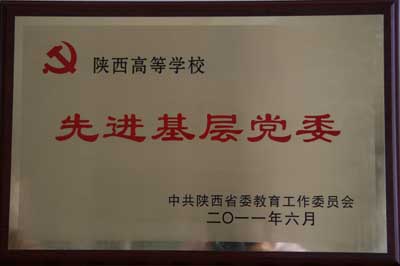 陕西高等学校
先进基层党委
中共陕西省委教育工作委员会
二〇一一年六月